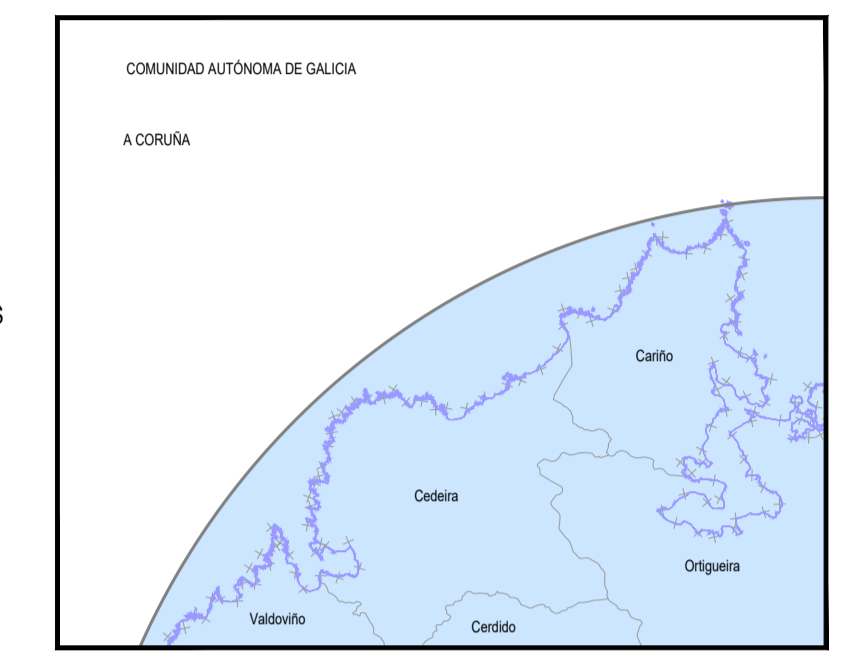 COMUNIDAD AUTÓNOMA DE GALICIA
A CORUÑA
S
Cariño
Cedeira
Ortigueira
Valdoviño
Cerdido